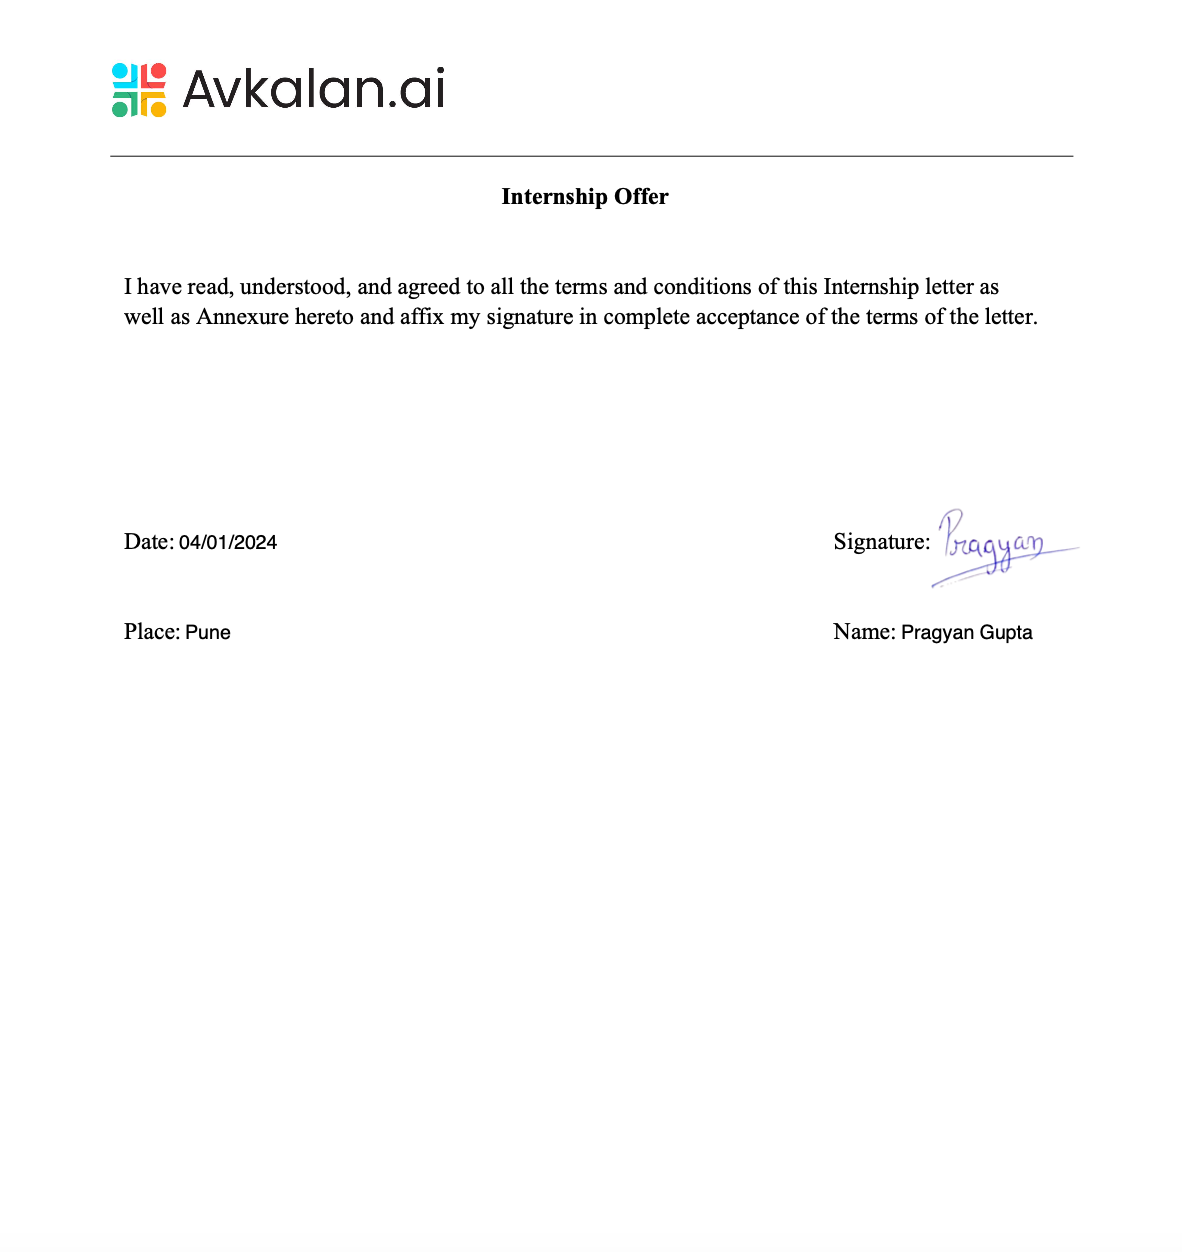 Avkalan.ai
Internship Offer
I have read, understood, and agreed to all the terms and conditions of this Internship letter as
well as Annexure hereto and affix my signature in complete acceptance of the terms of the letter.
Date: 04/01/2024
Signature: Pragyan
Place: Pune
Name: Pragyan Gupta